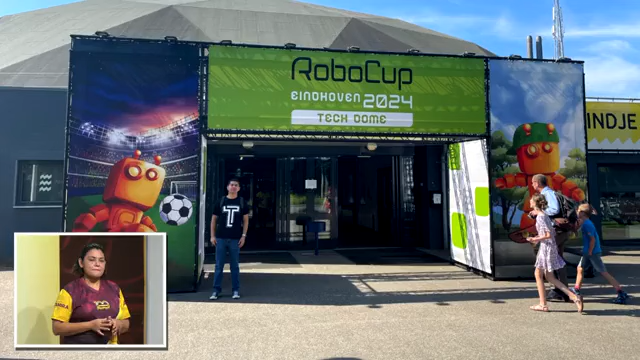 RoboCup
EINDHOVEN 2024
TECH DOME
INDJE
T